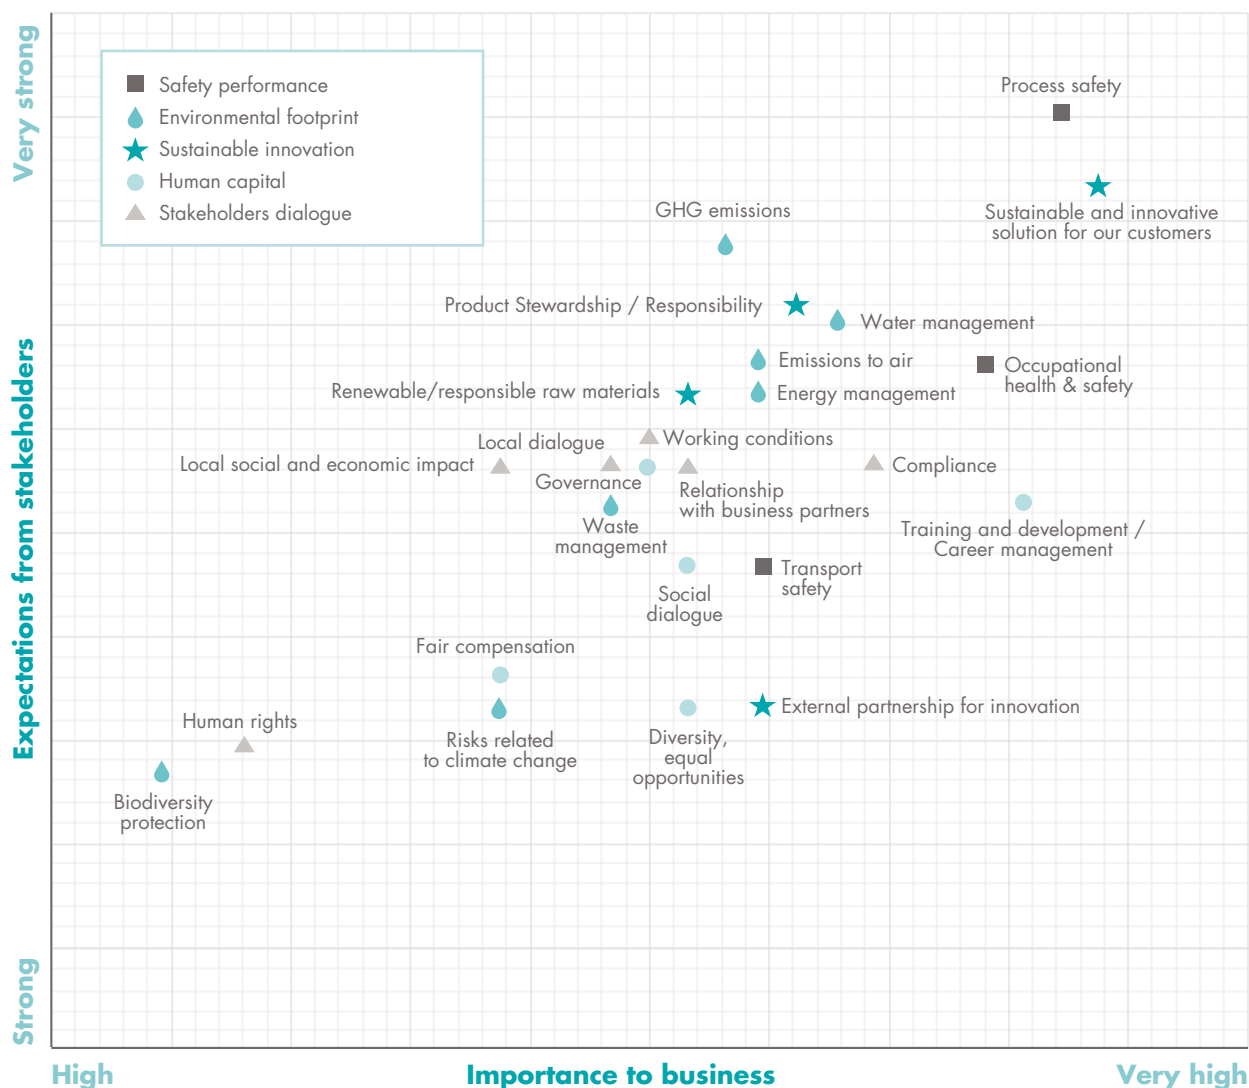 Very strong
Safety performance
Environmental footprint
Sustainable innovation
Human capital
Stakeholders dialogue
Process safety
Sustainable and innovative
solution for our customers
GHG emissions
Product Stewardship / Responsibility
Water management
Emissions to air
Occupational
health & safety
Renewable/responsible raw materials
Energy management
Expectations from stakeholders
Local dialogue
Working conditions
Local social and economic impact
Compliance
Governance
Relationship
with business partners
Waste
management
Training and development /
Career management
Transport
safety
Social
dialogue
Fair compensation
External partnership for innovation
Human rights
Risks related
to climate change
Diversity,
equal
opportunities
Biodiversity
protection
Strong
High
Importance to business
Very high